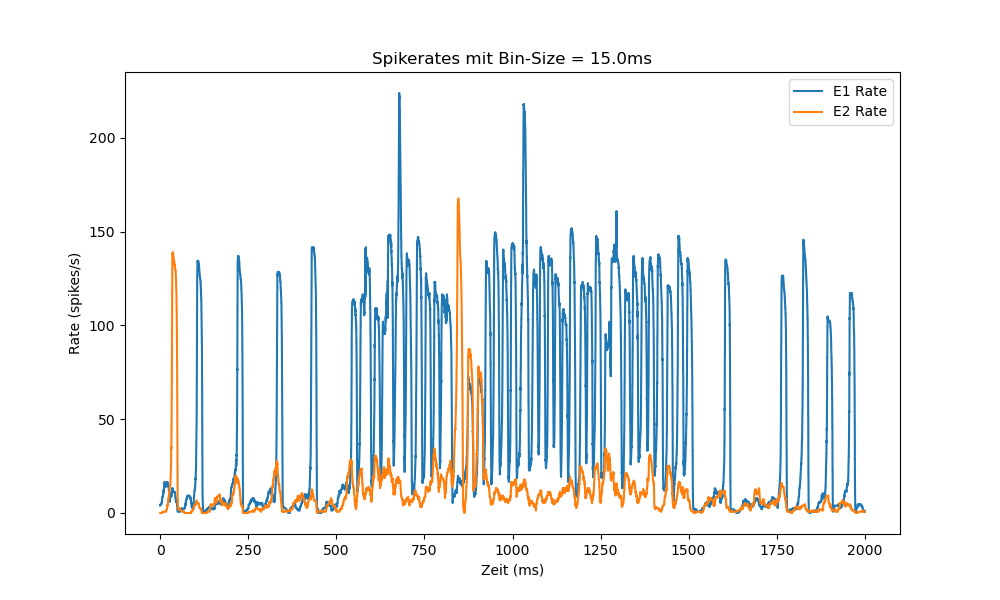 Spikerates mit Bin-Size = 15.0ms
E1 Rate
E2 Rate
200
150
100
50
0
Rate (spikes/s)
0 250 500 750 1000 1250 1500 1750 2000
Zeit (ms)